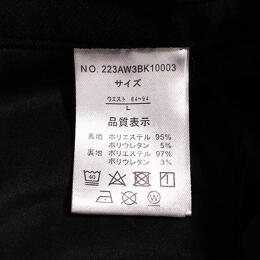 NO. 223AW3BK10003
サイズ
ウエスト 84~94
L
品質表示
表地 ポリエステル 95%
ポリウレタン 5%
裏地 ポリエステル 97%
ポリウレタン 3%
40